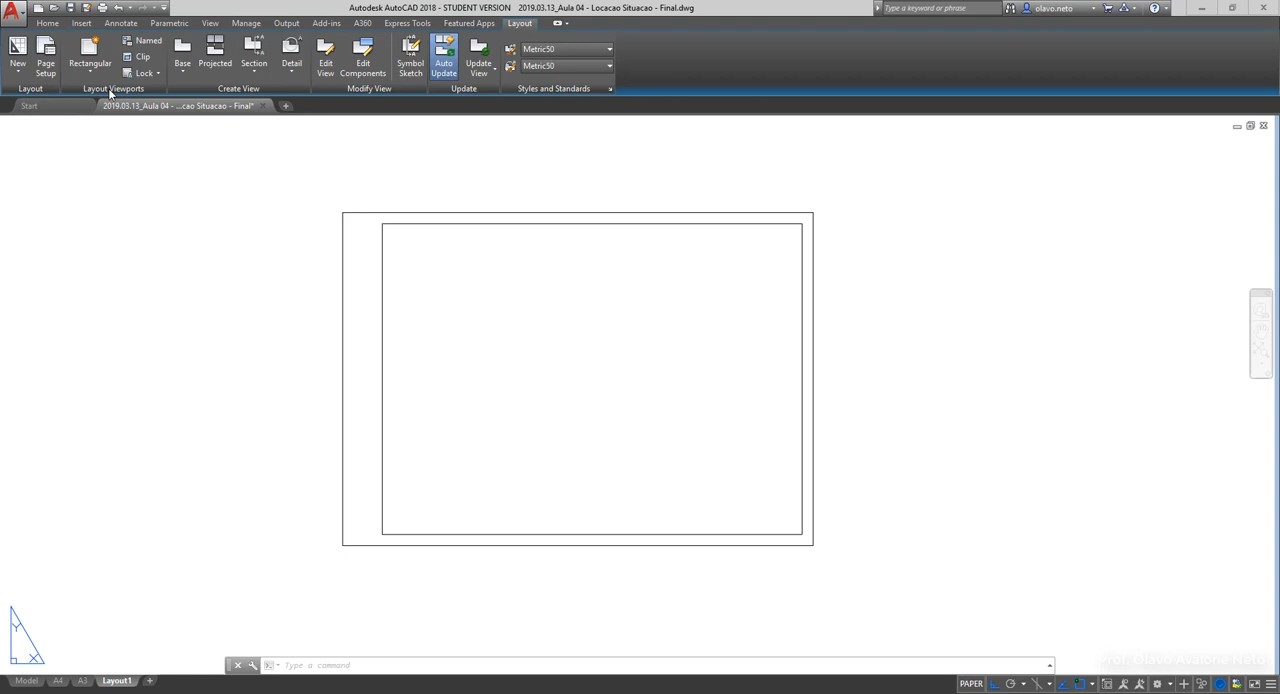 Autodesk AutoCAD 2018 - STUDENT VERSION 2019.03.13_Aula 04 - Locacao Situacao - Final.dwg
Type a keyword or phrase
olavo.neto
Home Insert Annotate Parametric View Manage Output Add-ins A360 Express Tools Featured Apps Layout
New
Page Setup
Rectangular
Named
Clip
Lock
Base
Projected
Section
Detail
Edit View
Edit Components
Symbol Sketch
Auto Update
Update View
Metric50
Metric50
Layout
Layout Viewports
Create View
Modify View
Update
Styles and Standards
Start
2019.03.13_Aula 04 - ...cao Situacao - Final*
Y
X
Type a command
Prof. Olavo Avalone Neto
Model A4 A3 Layout1
PAPER